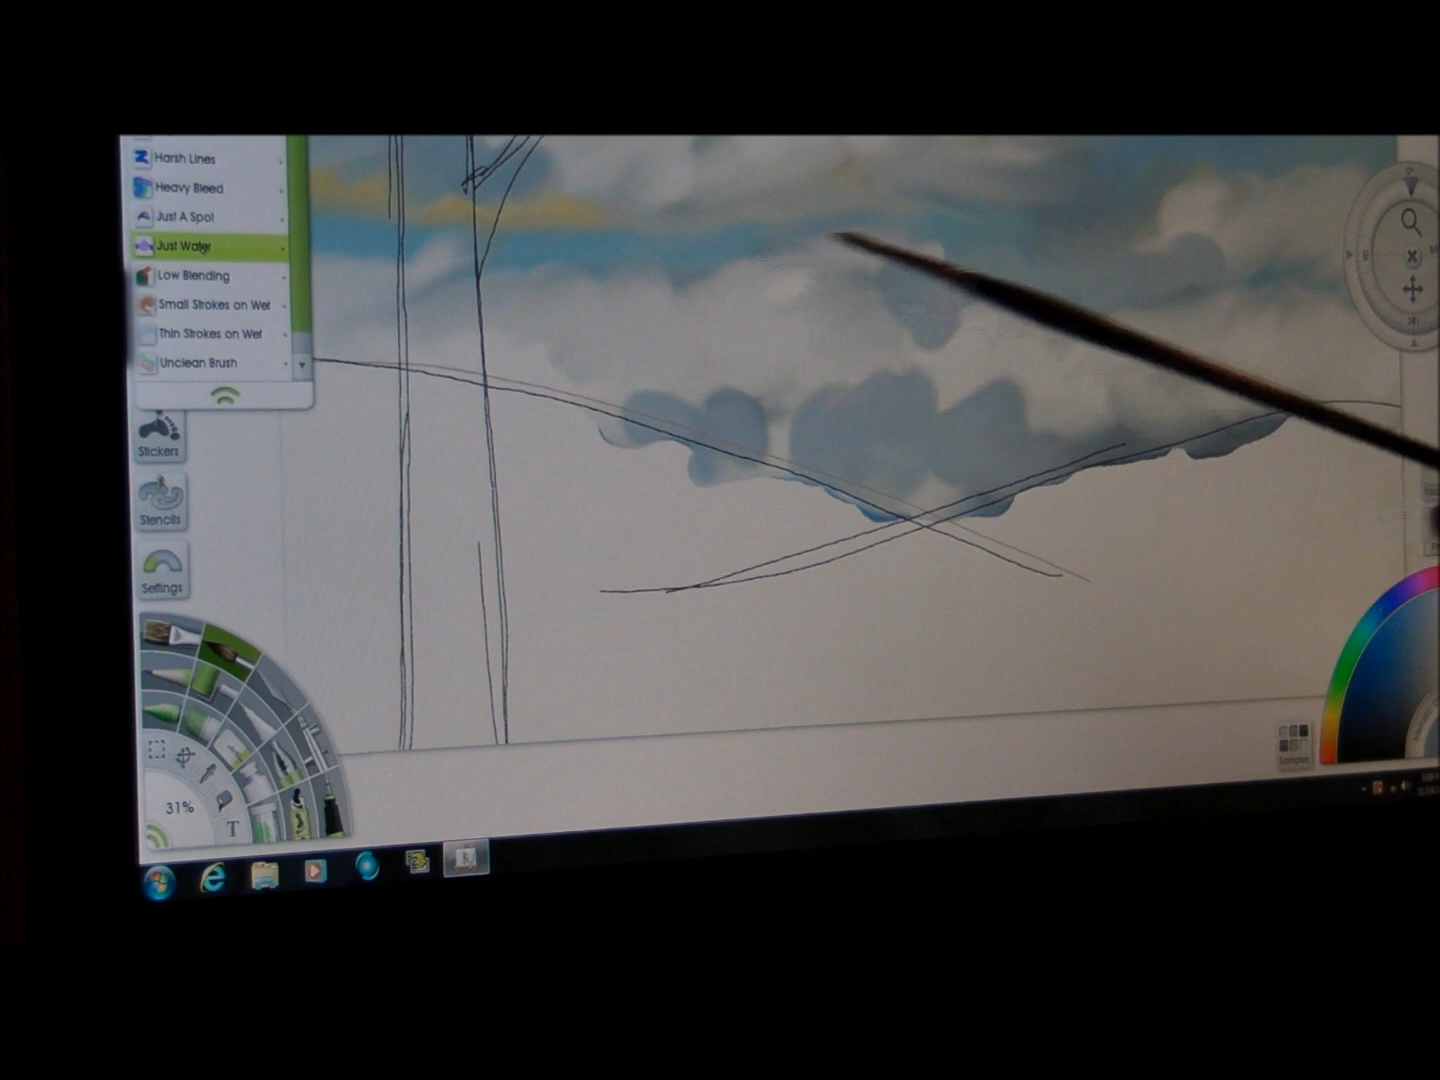 Harsh Lines
Heavy Bleed
Just A Spot
Just Water
Low Blending
Small Strokes on Wet
Thin Strokes on Wet
Unclean Brush
Stickers
Stencils
Settings
31%
T
Samples